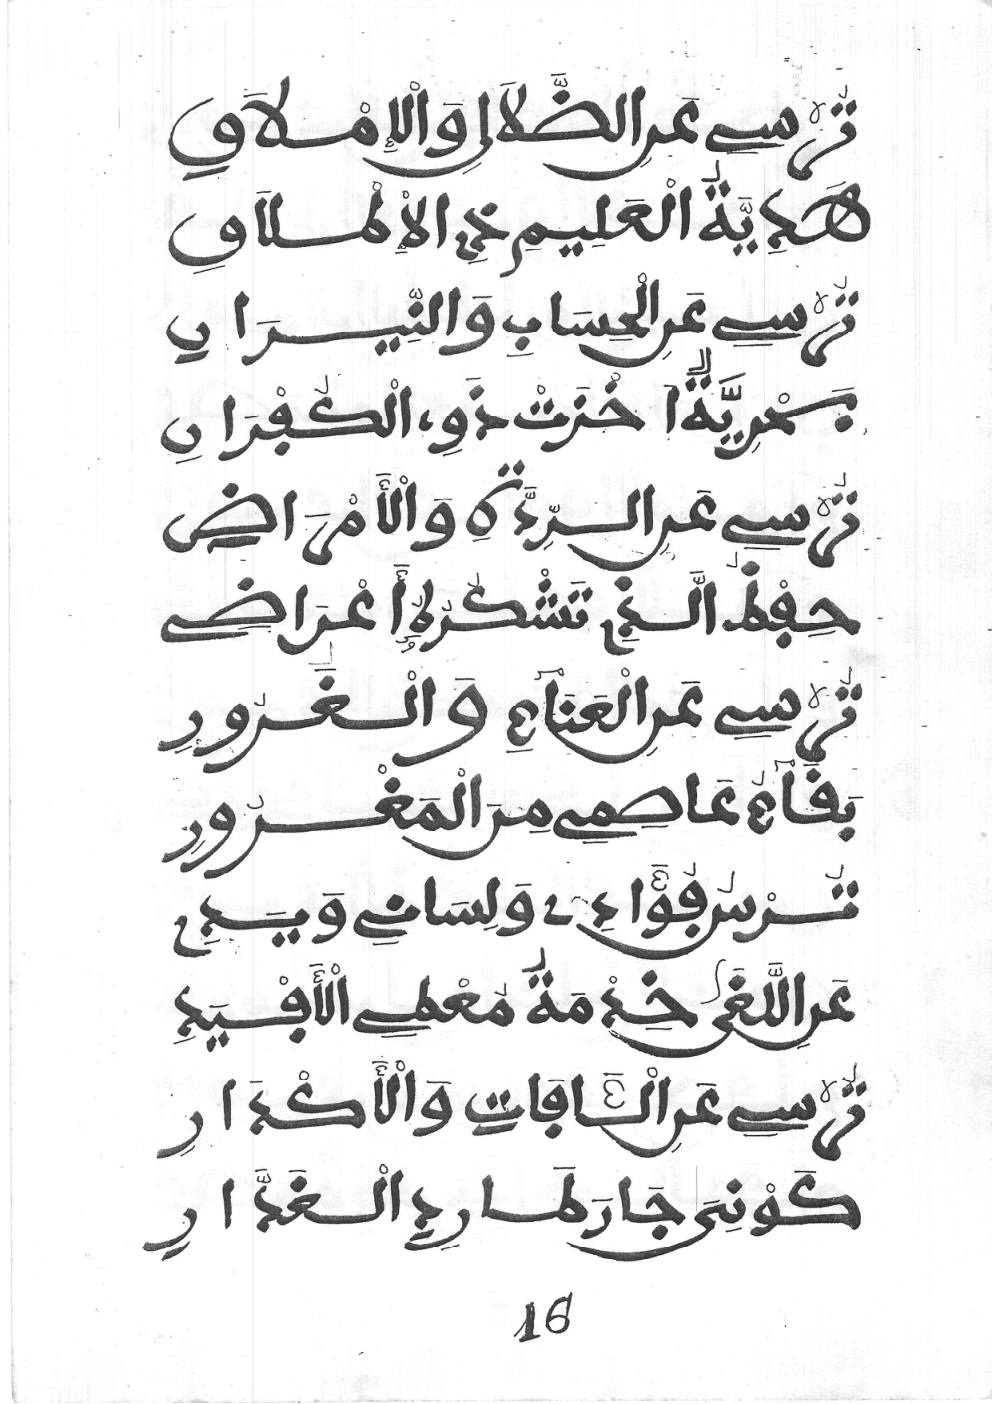 تُرْسِي عَنِ الضَّلَالِ وَالْإِمْلَاقِ
هَدِيَّةُ الْعَلِيمِ ذِي الْإِطْلَاقِ
تُرْسِي عَنِ الْحِسَابِ وَالنِّيرَانِ
أَخْزَتْ ذَوِي الْكُفْرَانِ
تُرْسِي عَنِ الرِّدَّةِ وَالْأَمْرَاضِ
حِفْظُ الَّذِي تَشْكُرُهُ أَعْرَاضِي
تُرْسِي عَنِ الْعَنَاءِ وَالْغُرُورِ
بَقَاءُ عَاصِمِي مِنَ الْمَغْرُورِ
تُرْسُ فُؤَادِي وَلِسَانِي وَيَدِي
عَنِ اللَّغَى خِدْمَةُ مُعْطِي الْأَفْيَدِ
تُرْسِي عَنِ الْآفَاتِ وَالْأَكْدَارِ
كَوْنِيَ جَارَ طَارِدِ الْغَدَّارِ
16